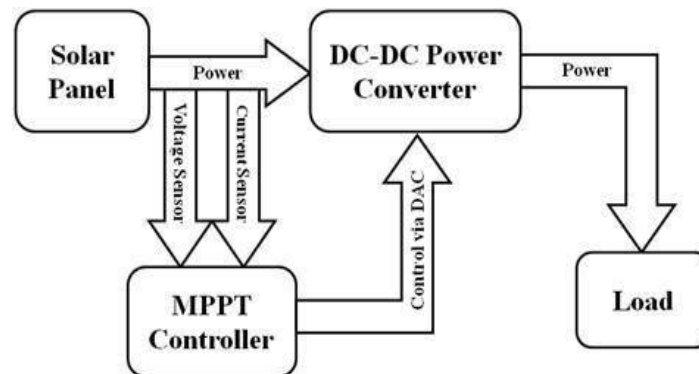 Solar
Panel
Power
DC-DC Power
Converter
Power
Voltage Sensor
Current Sensor
Control via DAC
MPPT
Controller
Load